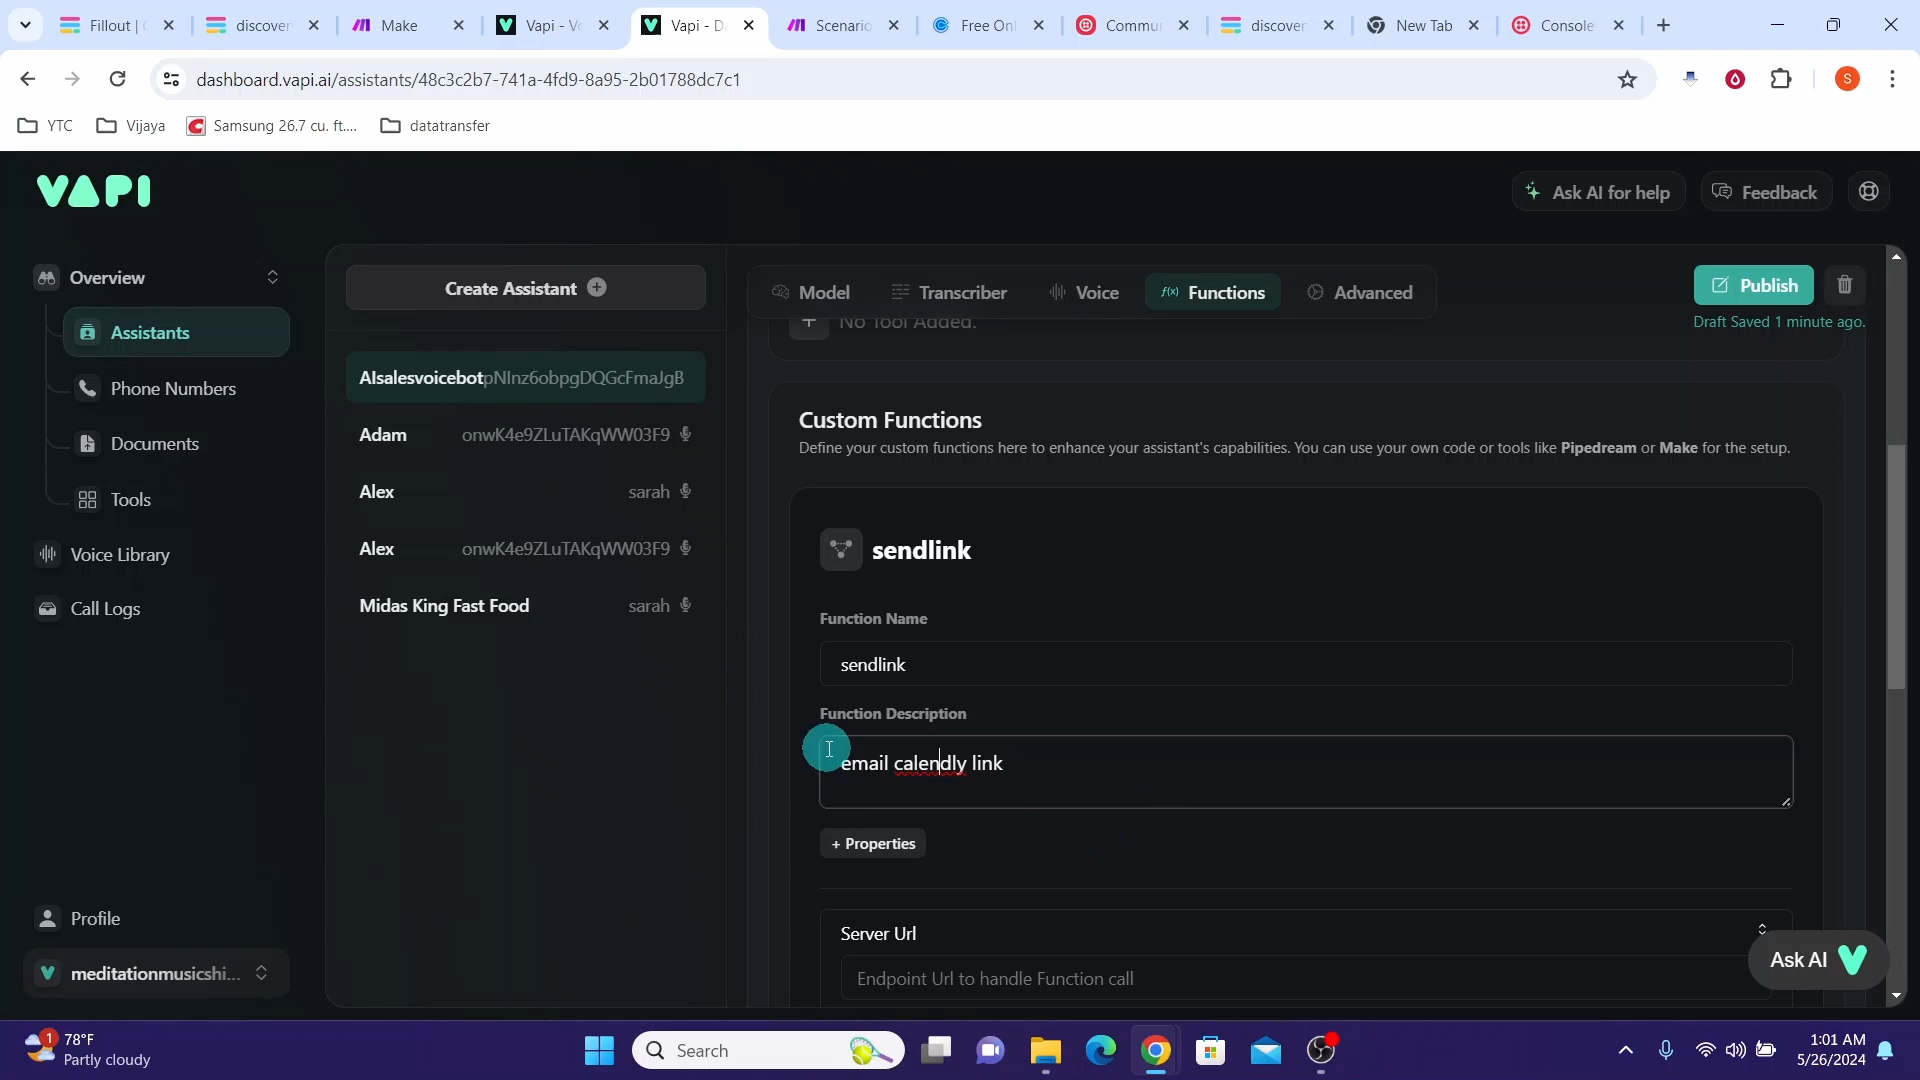 Fillout | C
discover
Make
Vapi - Vo
Vapi - Da
Scenario
Free Onl
Commun
discover
New Tab
Console
dashboard.vapi.ai/assistants/48c3c2b7-741a-4fd9-8a95-2b01788dc7c1
S
YTC
Vijaya
Samsung 26.7 cu. ft....
datatransfer
VAPI
Ask AI for help
Feedback
Overview
Assistants
Phone Numbers
Documents
Tools
Voice Library
Call Logs
Profile
meditationmusicshi...
Create Assistant
AIsalesvoicebot pNInz6obpgDQGcFmaJgB
Adam onwK4e9ZLuTAKqWW03F9
Alex sarah
Alex onwK4e9ZLuTAKqWW03F9
Midas King Fast Food sarah
Model
Transcriber
Voice
f(x) Functions
Advanced
Publish
Draft Saved 1 minute ago.
No Tool Added.
Custom Functions
Define your custom functions here to enhance your assistant's capabilities. You can use your own code or tools like Pipedream or Make for the setup.
sendlink
Function Name
sendlink
Function Description
email calendly link
+ Properties
Server Url
Endpoint Url to handle Function call
Ask AI
1
78°F
Partly cloudy
Search
1:01 AM
5/26/2024